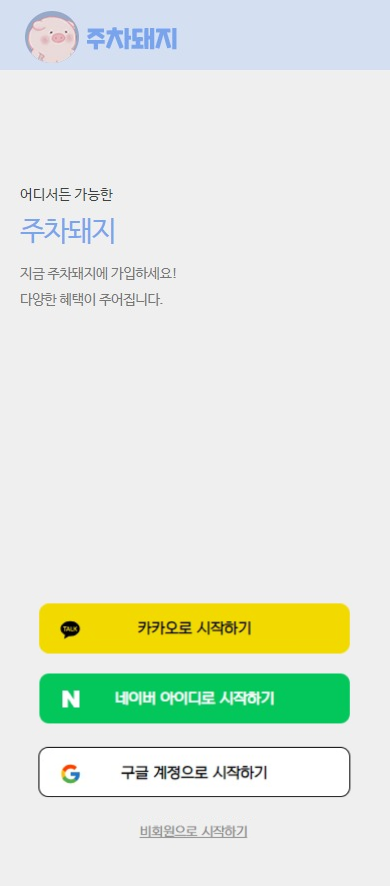 주차돼지
어디서든 가능한
주차돼지
지금 주차돼지에 가입하세요!
다양한 혜택이 주어집니다.
TALK
카카오로 시작하기
N
네이버 아이디로 시작하기
G
구글 계정으로 시작하기
비회원으로 시작하기